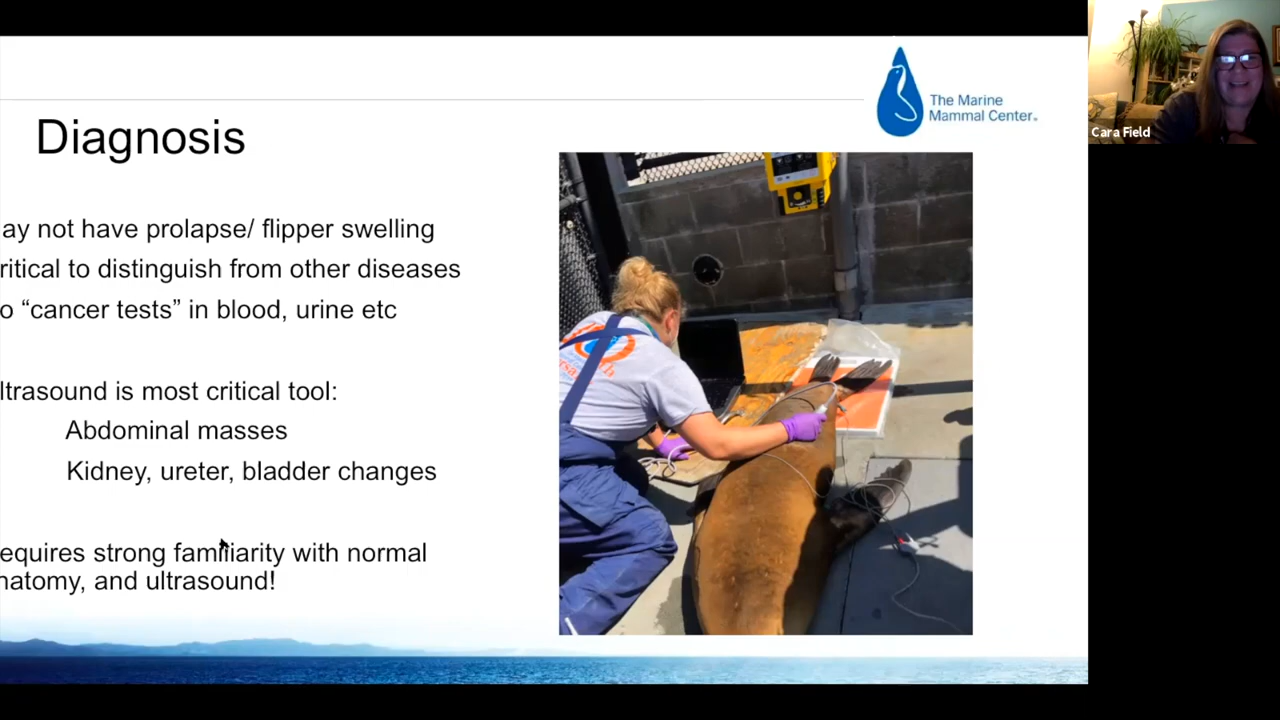 The Marine
Mammal Center®
Cara Field
Diagnosis
ay not have prolapse/ flipper swelling
ritical to distinguish from other diseases
o “cancer tests” in blood, urine etc
ltrasound is most critical tool:
Abdominal masses
Kidney, ureter, bladder changes
equires strong familiarity with normal
natomy, and ultrasound!